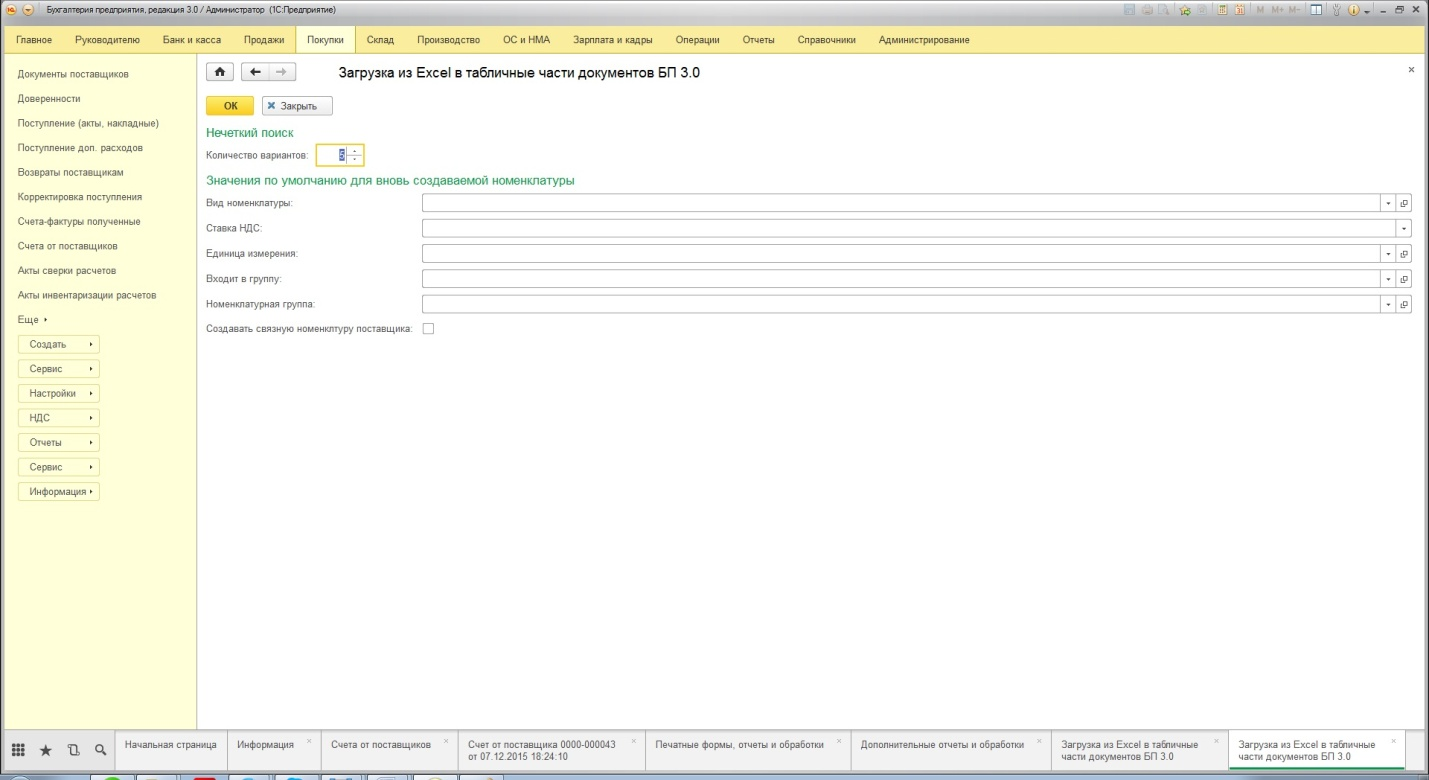 Бухгалтерия предприятия, редакция 3.0 / Администратор (1С:Предприятие)
M M+ M-
Главное Руководителю Банк и касса Продажи Покупки Склад Производство ОС и НМА Зарплата и кадры Операции Отчеты Справочники Администрирование
Документы поставщиков
Доверенности
Поступление (акты, накладные)
Поступление доп. расходов
Возвраты поставщикам
Корректировка поступления
Счета-фактуры полученные
Счета от поставщиков
Акты сверки расчетов
Акты инвентаризации расчетов
Еще
Создать
Сервис
Настройки
НДС
Отчеты
Сервис
Информация
Загрузка из Excel в табличные части документов БП 3.0
ОК Закрыть
Нечеткий поиск
Количество вариантов: 5
Значения по умолчанию для вновь создаваемой номенклатуры
Вид номенклатуры:
Ставка НДС:
Единица измерения:
Входит в группу:
Номенклатурная группа:
Создавать связную номенклтуру поставщика:
Начальная страница
Информация
Счета от поставщиков
Счет от поставщика 0000-000043
от 07.12.2015 18:24:10
Печатные формы, отчеты и обработки
Дополнительные отчеты и обработки
Загрузка из Excel в табличные
части документов БП 3.0
Загрузка из Excel в табличные
части документов БП 3.0